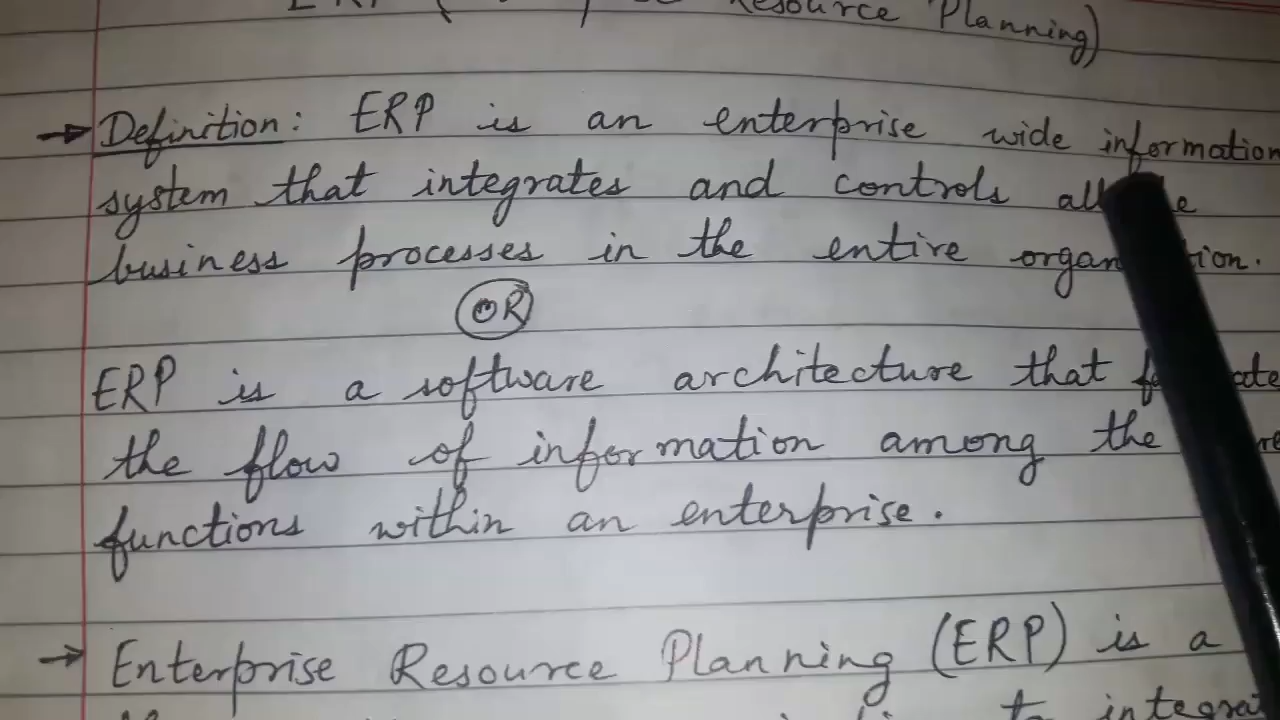 Resource Planning)
→ Definition: ERP is an enterprise wide information
system that integrates and controls
business processes in the entire
OR
ERP is a software architecture that
the flow of information among the
functions within an enterprise.
→ Enterprise Resource Planning (ERP) is a
to